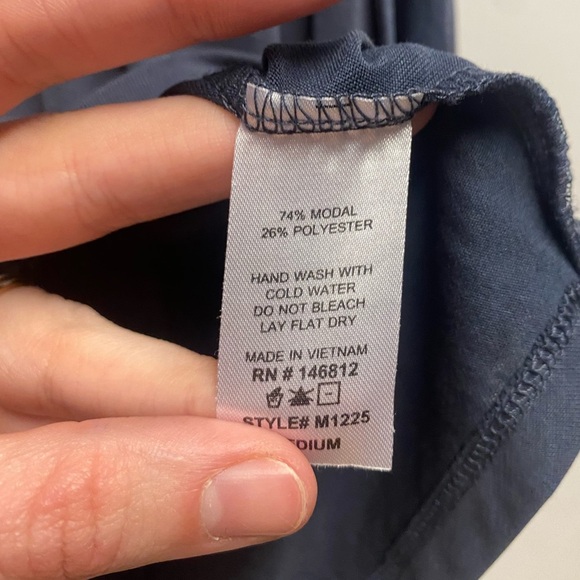 74% MODAL
26% POLYESTER
HAND WASH WITH
COLD WATER
DO NOT BLEACH
LAY FLAT DRY
MADE IN VIETNAM
RN # 146812
STYLE# M1225